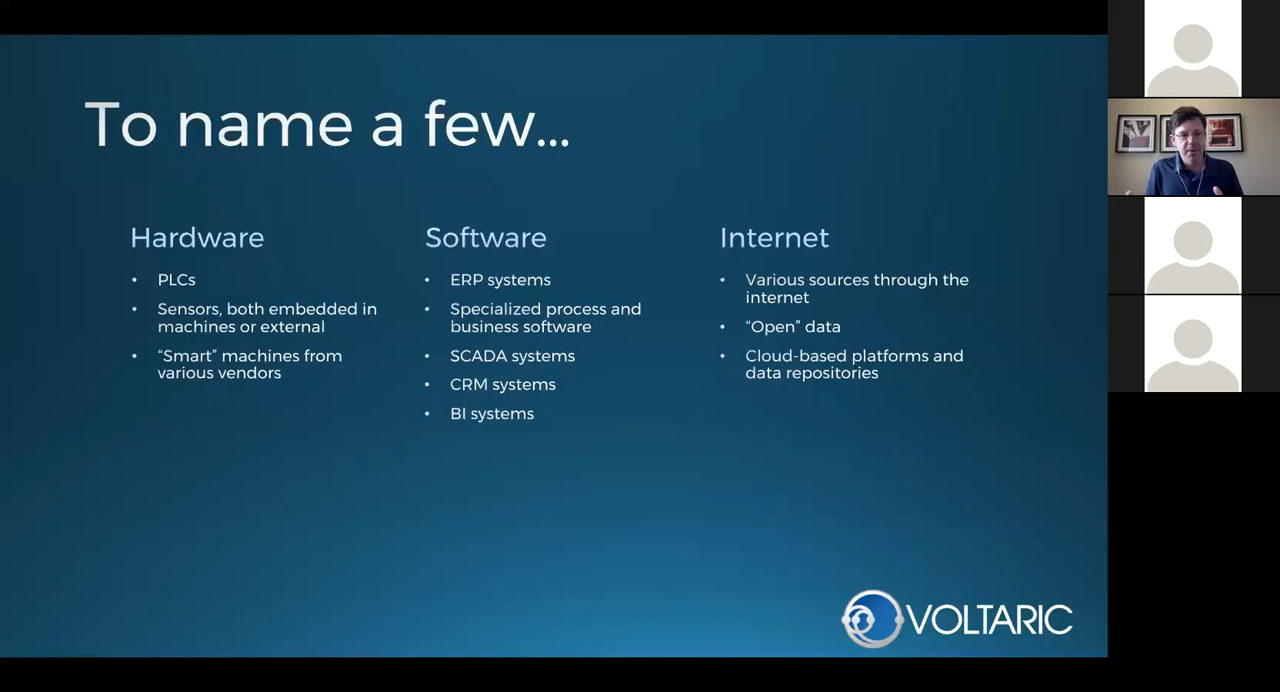 To name a few...
Hardware
• PLCs
• Sensors, both embedded in
machines or external
• “Smart” machines from
various vendors
Software
• ERP systems
• Specialized process and
business software
• SCADA systems
• CRM systems
• BI systems
Internet
• Various sources through the
internet
• “Open” data
• Cloud-based platforms and
data repositories
VOLTARIC